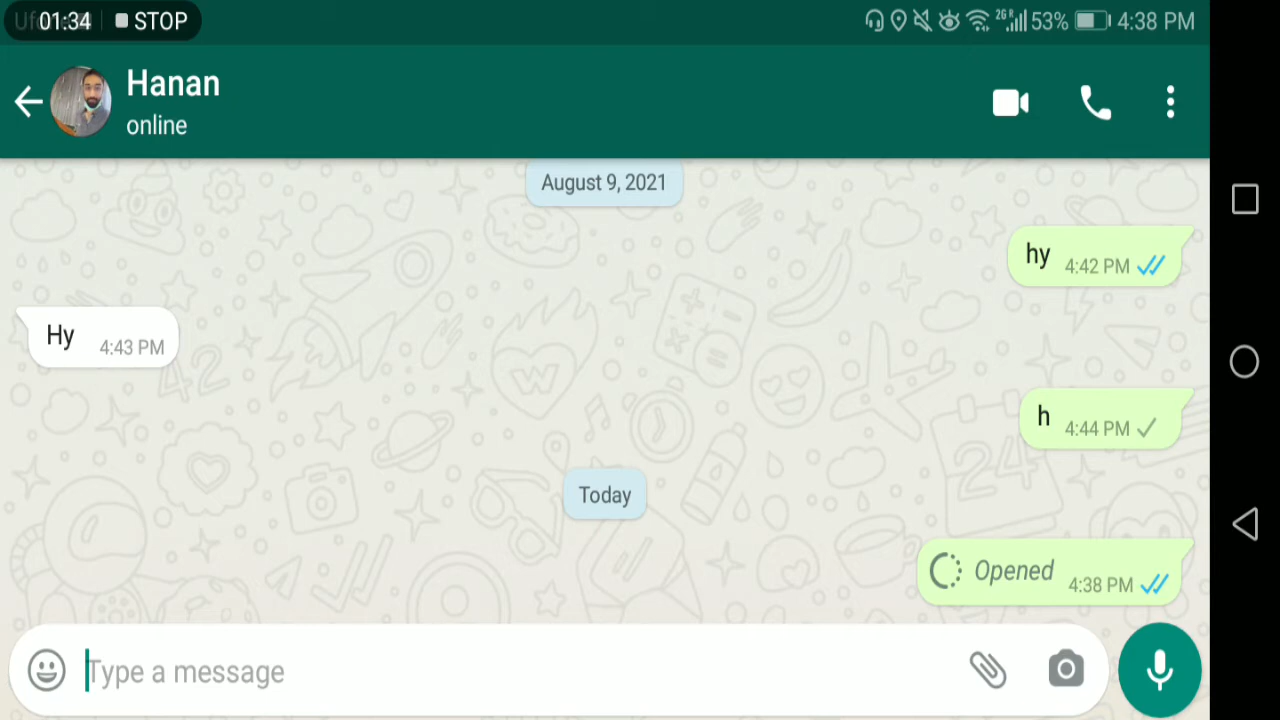 01:34 STOP 2G R 53% 4:38 PM
Hanan
online
August 9, 2021
hy 4:42 PM
Hy 4:43 PM
h 4:44 PM
Today
Opened 4:38 PM
Type a message